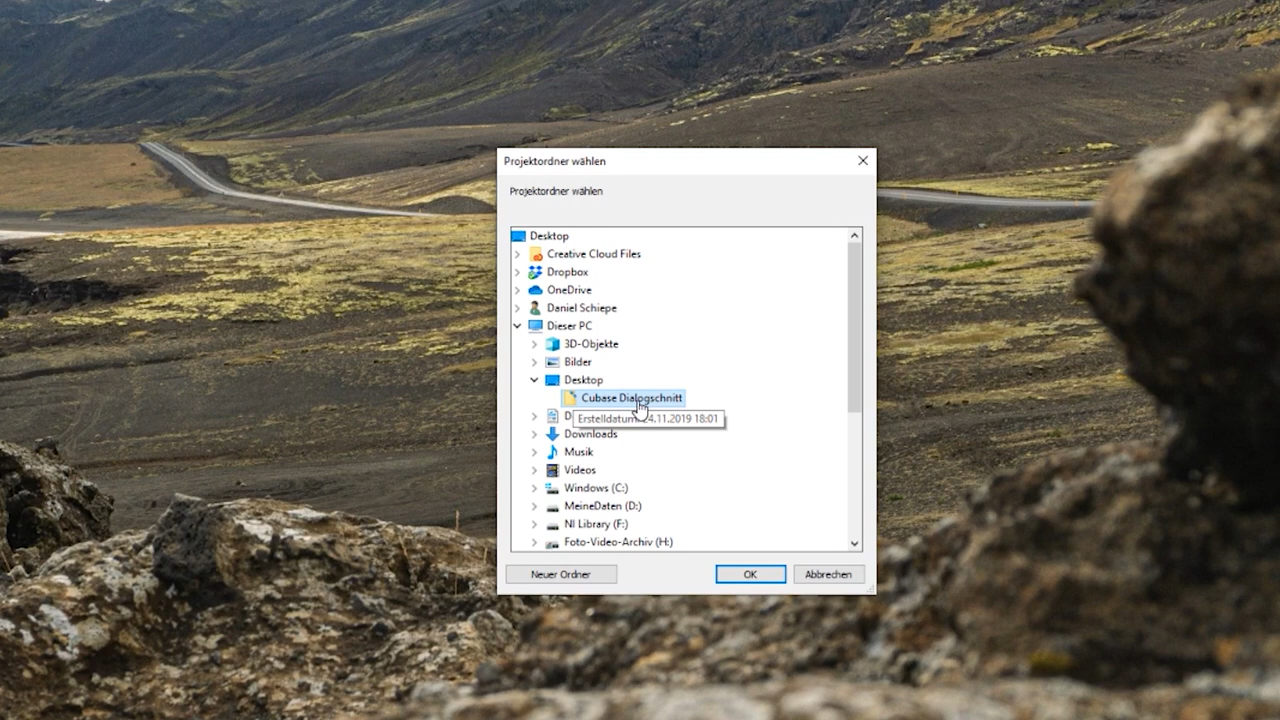 Projektordner wählen
Projektordner wählen
Desktop
Creative Cloud Files
Dropbox
OneDrive
Daniel Schiepe
Dieser PC
3D-Objekte
Bilder
Desktop
Cubase Dialogschnitt
D
Erstelldatum: 24.11.2019 18:01
Downloads
Musik
Videos
Windows (C:)
MeineDaten (D:)
NI Library (F:)
Foto-Video-Archiv (H:)
Neuer Ordner
OK
Abbrechen